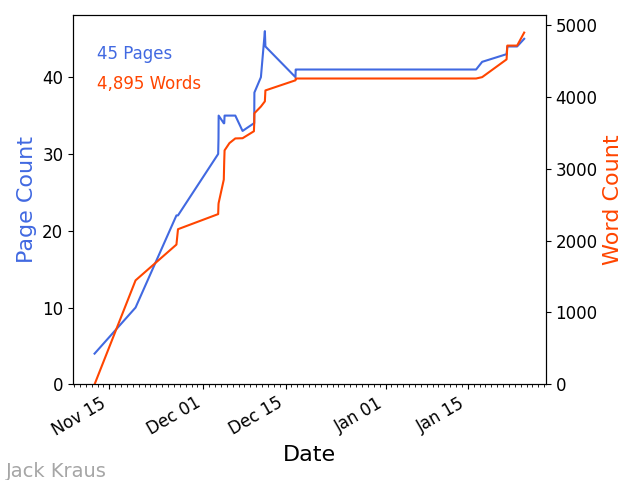 45 Pages
4,895 Words
Page Count
40
30
20
10
0
5000
4000
3000
2000
1000
0
Word Count
Nov 15
Dec 01
Dec 15
Jan 01
Jan 15
Date
Jack Kraus